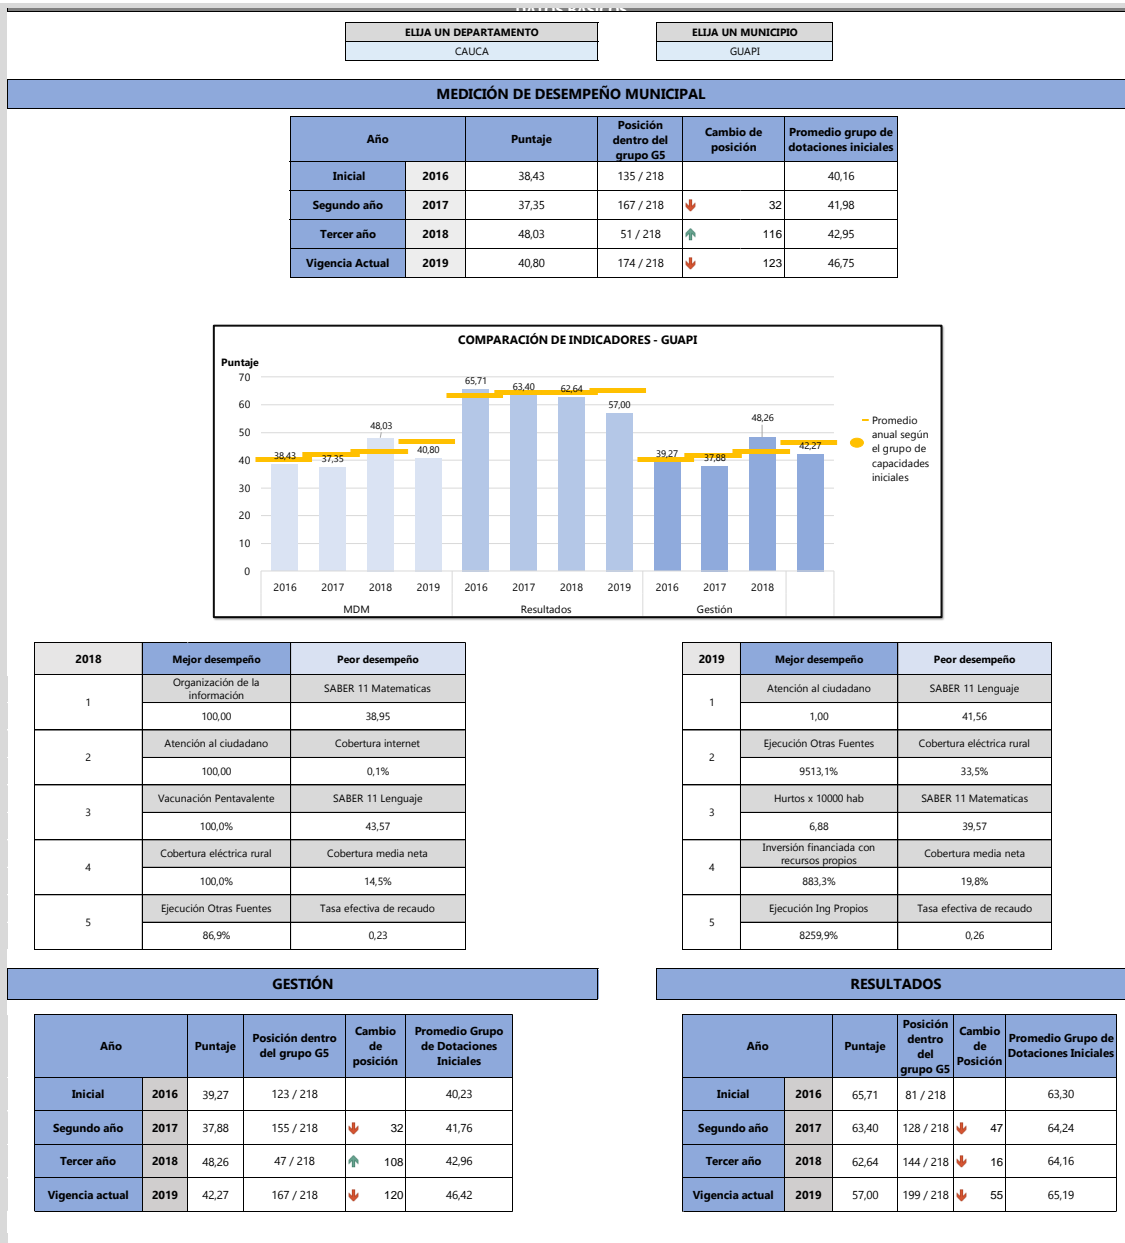 DATOS BÁSICOS
ELIJA UN DEPARTAMENTO
ELIJA UN MUNICIPIO
CAUCA
GUAPI
MEDICIÓN DE DESEMPEÑO MUNICIPAL
Año Puntaje Posición dentro del grupo G5 Cambio de posición Promedio grupo de dotaciones iniciales
Inicial 2016 38,43 135 / 218 40,16
Segundo año 2017 37,35 167 / 218 32 41,98
Tercer año 2018 48,03 51 / 218 116 42,95
Vigencia Actual 2019 40,80 174 / 218 123 46,75
COMPARACIÓN DE INDICADORES - GUAPI
Puntaje
70
60
50
40
30
20
10
0
38,43 37,35 48,03 40,80 65,71 63,40 62,64 57,00 39,27 37,88 48,26 42,27
2016 2017 2018 2019 2016 2017 2018 2019 2016 2017 2018
MDM Resultados Gestión
Promedio
anual según
el grupo de
capacidades
iniciales
2018 Mejor desempeño Peor desempeño
1 Organización de la información SABER 11 Matematicas
100,00 38,95
2 Atención al ciudadano Cobertura internet
100,00 0,1%
3 Vacunación Pentavalente SABER 11 Lenguaje
100,0% 43,57
4 Cobertura eléctrica rural Cobertura media neta
100,0% 14,5%
5 Ejecución Otras Fuentes Tasa efectiva de recaudo
86,9% 0,23
2019 Mejor desempeño Peor desempeño
1 Atención al ciudadano SABER 11 Lenguaje
1,00 41,56
2 Ejecución Otras Fuentes Cobertura eléctrica rural
9513,1% 33,5%
3 Hurtos x 10000 hab SABER 11 Matematicas
6,88 39,57
4 Inversión financiada con recursos propios Cobertura media neta
883,3% 19,8%
5 Ejecución Ing Propios Tasa efectiva de recaudo
8259,9% 0,26
GESTIÓN
Año Puntaje Posición dentro del grupo G5 Cambio de posición Promedio Grupo de Dotaciones Iniciales
Inicial 2016 39,27 123 / 218 40,23
Segundo año 2017 37,88 155 / 218 32 41,76
Tercer año 2018 48,26 47 / 218 108 42,96
Vigencia actual 2019 42,27 167 / 218 120 46,42
RESULTADOS
Año Puntaje Posición dentro del grupo G5 Cambio de Posición Promedio Grupo de Dotaciones Iniciales
Inicial 2016 65,71 81 / 218 63,30
Segundo año 2017 63,40 128 / 218 47 64,24
Tercer año 2018 62,64 144 / 218 16 64,16
Vigencia actual 2019 57,00 199 / 218 55 65,19